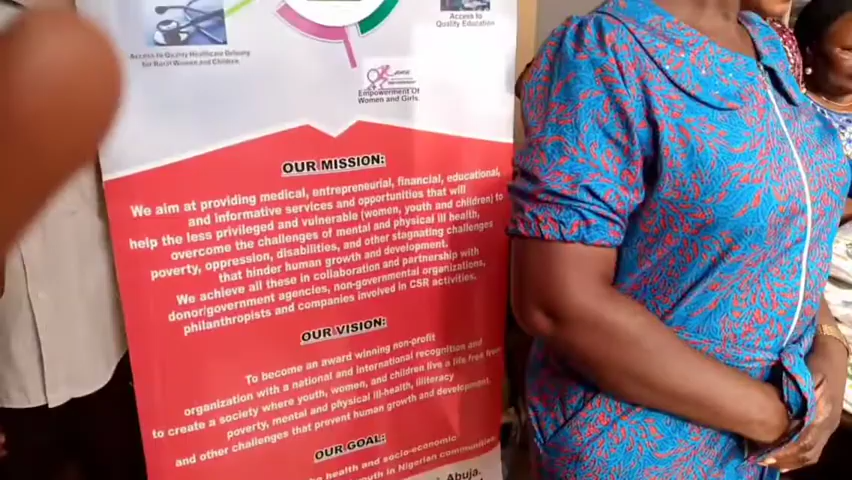 Access to Quality Healthcare Delivery
for Rural Women and Children
Access to
Quality Education
Empowerment Of
Women and Girls
OUR MISSION:
We aim at providing medical, entrepreneurial, financial, educational,
and informative services and opportunities that will
help the less privileged and vulnerable (women, youth and children) to
overcome the challenges of mental and physical ill health,
poverty, oppression, disabilities, and other stagnating challenges
that hinder human growth and development.
We achieve all these in collaboration and partnership with
donor/government agencies, non-governmental organizations,
philanthropists and companies involved in CSR activities.
OUR VISION:
To become an award winning non-profit
organization with a national and international recognition and
to create a society where youth, women, and children live a life free from
poverty, mental and physical ill-health, illiteracy
and other challenges that prevent human growth and development.
OUR GOAL:
the health and socio-economic
youth in Nigerian communities
Abuja.